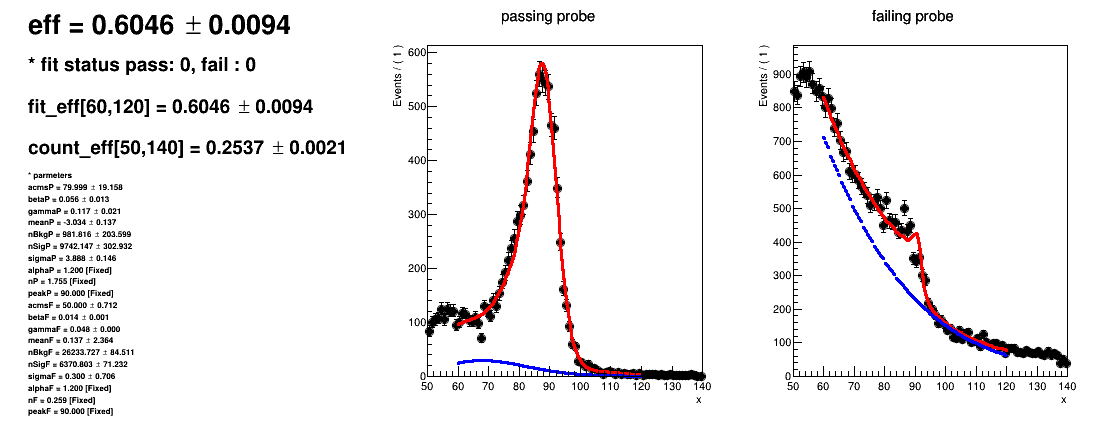 eff = 0.6046 ± 0.0094
* fit status pass: 0, fail : 0
fit_eff[60,120] = 0.6046 ± 0.0094
count_eff[50,140] = 0.2537 ± 0.0021
* parmeters
acmsP = 79.999 ± 19.158
betaP = 0.056 ± 0.013
gammaP = 0.117 ± 0.021
meanP = -3.034 ± 0.137
nBkgP = 981.816 ± 203.599
nSigP = 9742.147 ± 302.932
sigmaP = 3.888 ± 0.146
alphaP = 1.200 [Fixed]
nP = 1.755 [Fixed]
peakP = 90.000 [Fixed]
acmsF = 50.000 ± 0.712
betaF = 0.014 ± 0.001
gammaF = 0.048 ± 0.000
meanF = 0.137 ± 2.364
nBkgF = 26233.727 ± 84.511
nSigF = 6370.803 ± 71.232
sigmaF = 0.300 ± 0.706
alphaF = 1.200 [Fixed]
nF = 0.259 [Fixed]
peakF = 90.000 [Fixed]
passing probe
Events / ( 1 )
600
500
400
300
200
100
0
50 60 70 80 90 100 110 120 130 140
x
failing probe
Events / ( 1 )
900
800
700
600
500
400
300
200
100
0
50 60 70 80 90 100 110 120 130 140
x